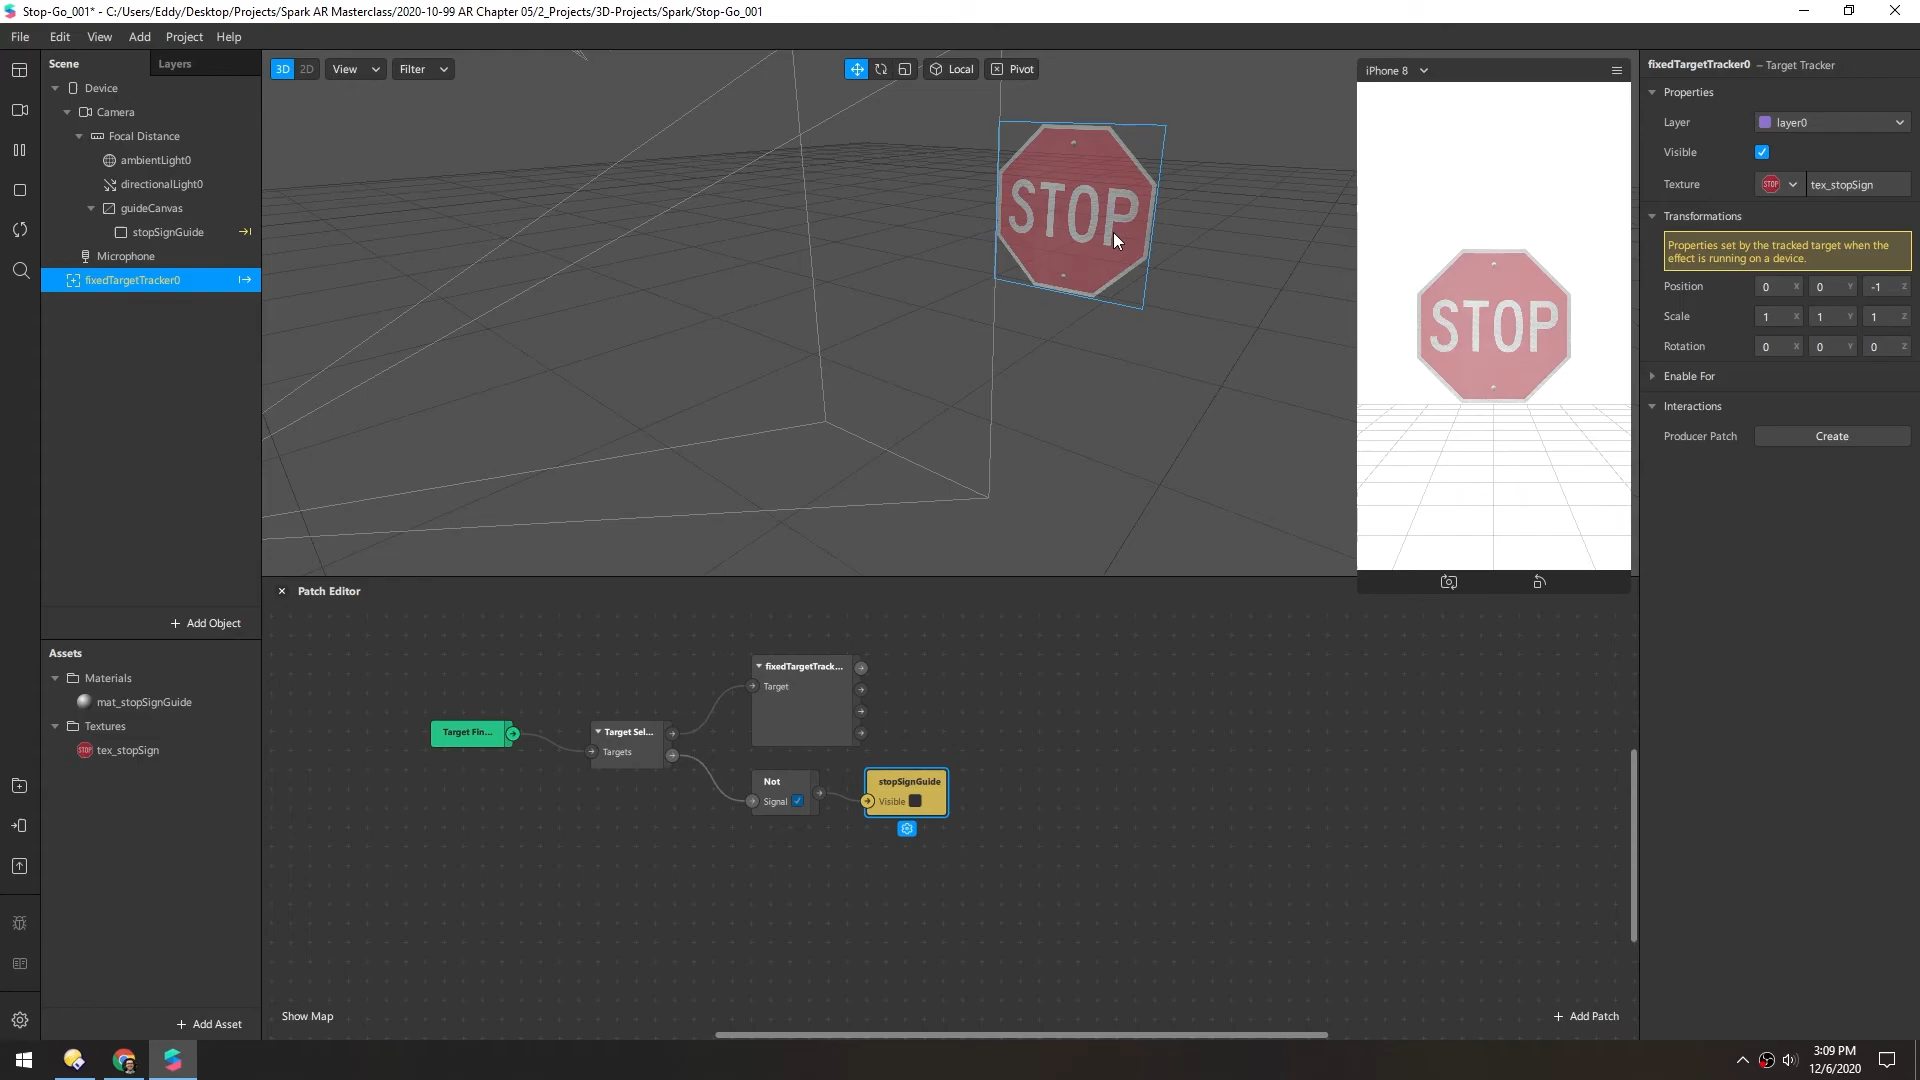 Stop-Go_001* - C:/Users/Eddy/Desktop/Projects/Spark AR Masterclass/2020-10-99 AR Chapter 05/2_Projects/3D-Projects/Spark/Stop-Go_001
File Edit View Add Project Help
Scene Layers
Device
Camera
Focal Distance
ambientLight0
directionalLight0
guideCanvas
stopSignGuide
Microphone
fixedTargetTracker0
+ Add Object
Assets
Materials
mat_stopSignGuide
Textures
STOP tex_stopSign
+ Add Asset
3D 2D View Filter Local Pivot
STOP
iPhone 8
STOP
Patch Editor
Target Fin...
Target Sel...
Targets
fixedTargetTrack...
Target
Not
Signal
stopSignGuide
Visible
Show Map
+ Add Patch
fixedTargetTracker0 – Target Tracker
Properties
Layer layer0
Visible
Texture STOP tex_stopSign
Transformations
Properties set by the tracked target when the
effect is running on a device.
Position 0 X 0 Y -1 Z
Scale 1 X 1 Y 1 Z
Rotation 0 X 0 Y 0 Z
Enable For
Interactions
Producer Patch Create
3:09 PM
12/6/2020